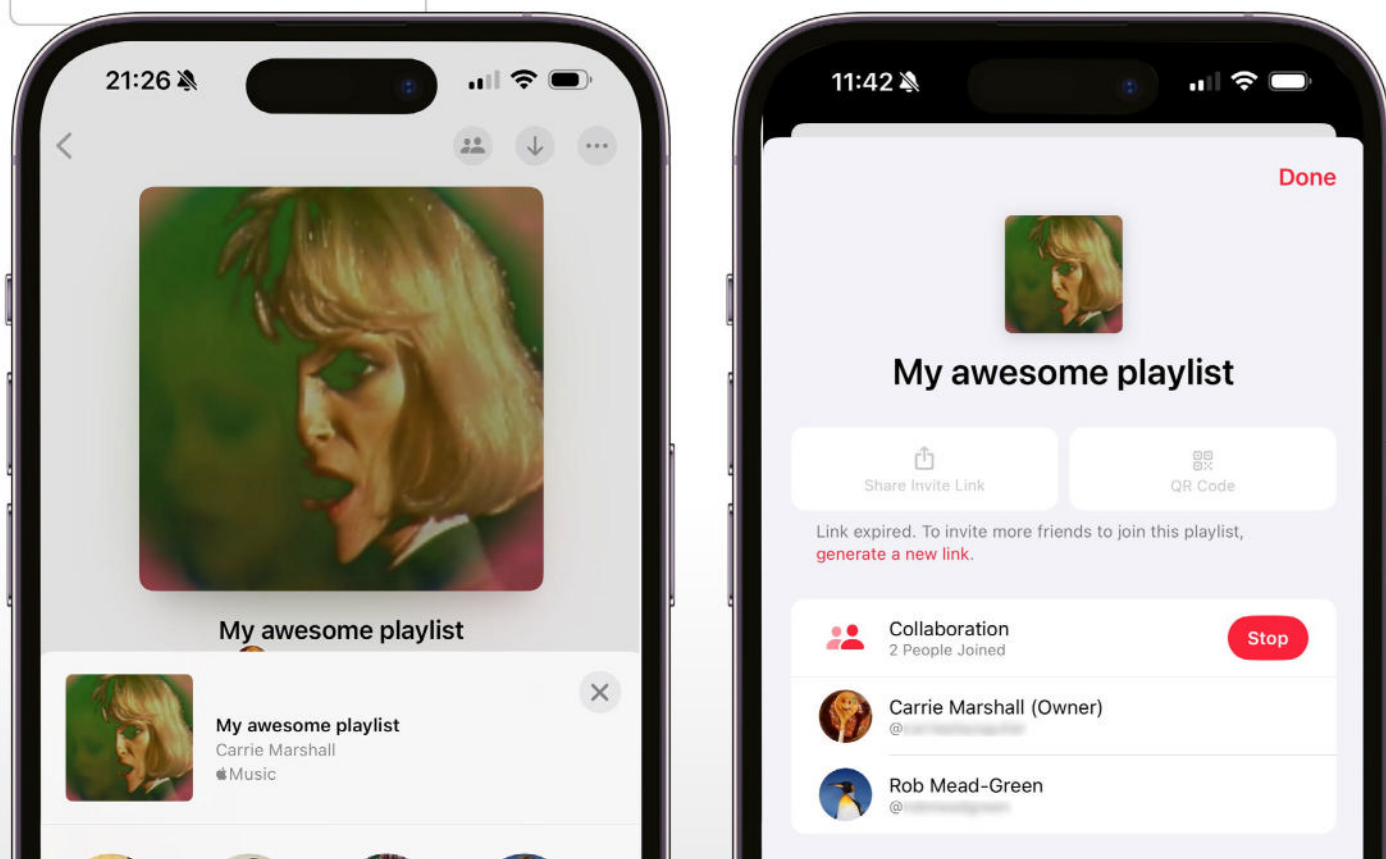 21:26
My awesome playlist
My awesome playlist
Carrie Marshall
Music
11:42
Done
My awesome playlist
Share Invite Link
QR Code
Link expired. To invite more friends to join this playlist,
generate a new link.
Collaboration
2 People Joined
Stop
Carrie Marshall (Owner)
@
Rob Mead-Green
@